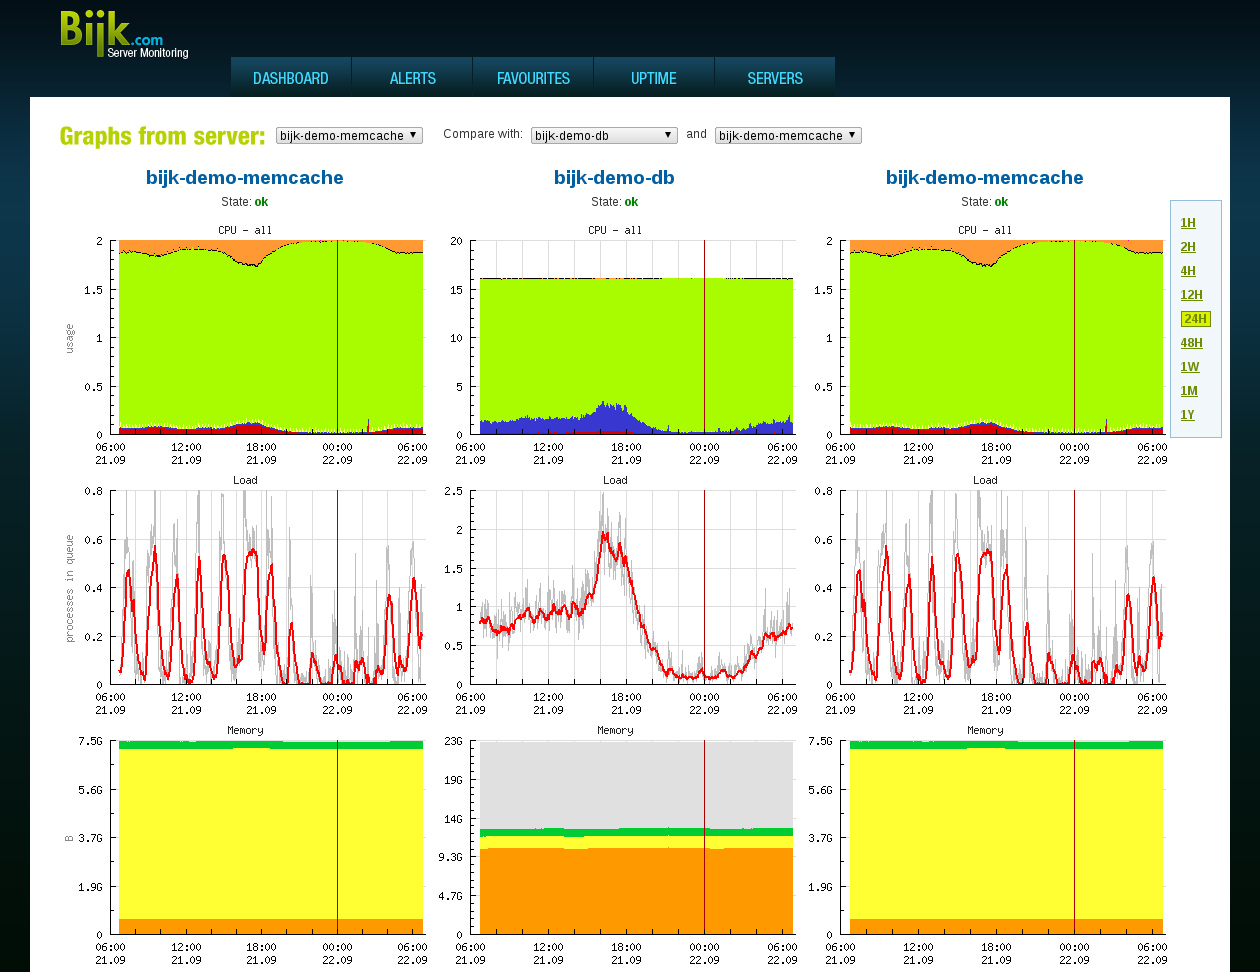 Bijk.com
Server Monitoring
DASHBOARD ALERTS FAVOURITES UPTIME SERVERS
Graphs from server: bijk-demo-memcache ▼ Compare with: bijk-demo-db ▼ and bijk-demo-memcache ▼
bijk-demo-memcache bijk-demo-db bijk-demo-memcache
State: ok State: ok State: ok
1H
2H
4H
12H
24H
48H
1W
1M
1Y
CPU - all CPU - all CPU - all
usage
2 20 2
1.5 15 1.5
1 10 1
0.5 5 0.5
0 0 0
06:00 12:00 18:00 00:00 06:00 06:00 12:00 18:00 00:00 06:00 06:00 12:00 18:00 00:00 06:00
21.09 21.09 21.09 22.09 22.09 21.09 21.09 21.09 22.09 22.09 21.09 21.09 21.09 22.09 22.09
Load Load Load
processes in queue
0.8 2.5 0.8
0.6 2 0.6
0.4 1.5 0.4
0.2 1 0.2
0 0.5 0
0
06:00 12:00 18:00 00:00 06:00 06:00 12:00 18:00 00:00 06:00 06:00 12:00 18:00 00:00 06:00
21.09 21.09 21.09 22.09 22.09 21.09 21.09 21.09 22.09 22.09 21.09 21.09 21.09 22.09 22.09
Memory Memory Memory
B
7.5G 23G 7.5G
5.6G 19G 5.6G
3.7G 14G 3.7G
1.9G 9.3G 1.9G
0 4.7G 0
0
06:00 12:00 18:00 00:00 06:00 06:00 12:00 18:00 00:00 06:00 06:00 12:00 18:00 00:00 06:00
21.09 21.09 21.09 22.09 22.09 21.09 21.09 21.09 22.09 22.09 21.09 21.09 21.09 22.09 22.09